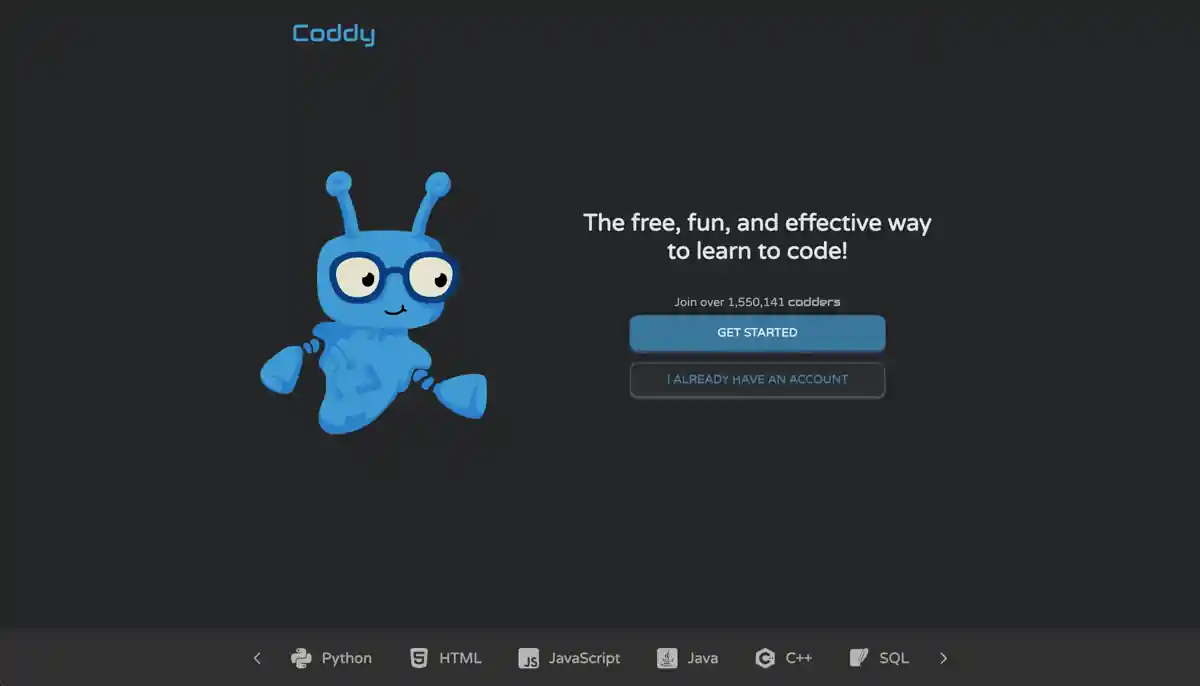 Coddy
The free, fun, and effective way
to learn to code!
Join over 1,550,141 codders
GET STARTED
I ALREADY HAVE AN ACCOUNT
Python HTML JavaScript Java C++ SQL